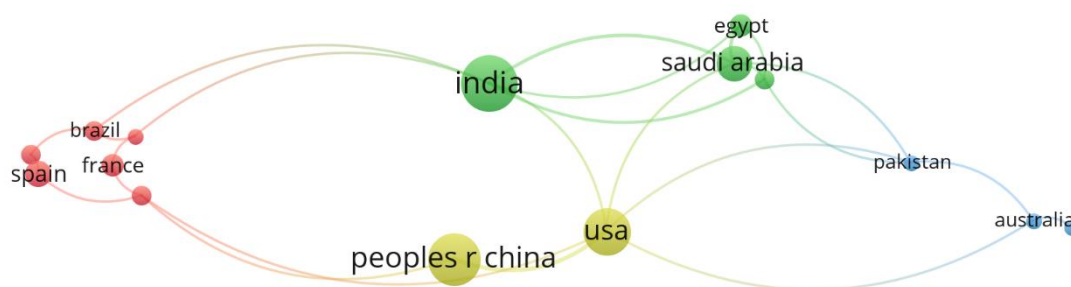 egypt
saudi arabia
india
brazil
france
spain
pakistan
australia
usa
peoples r china